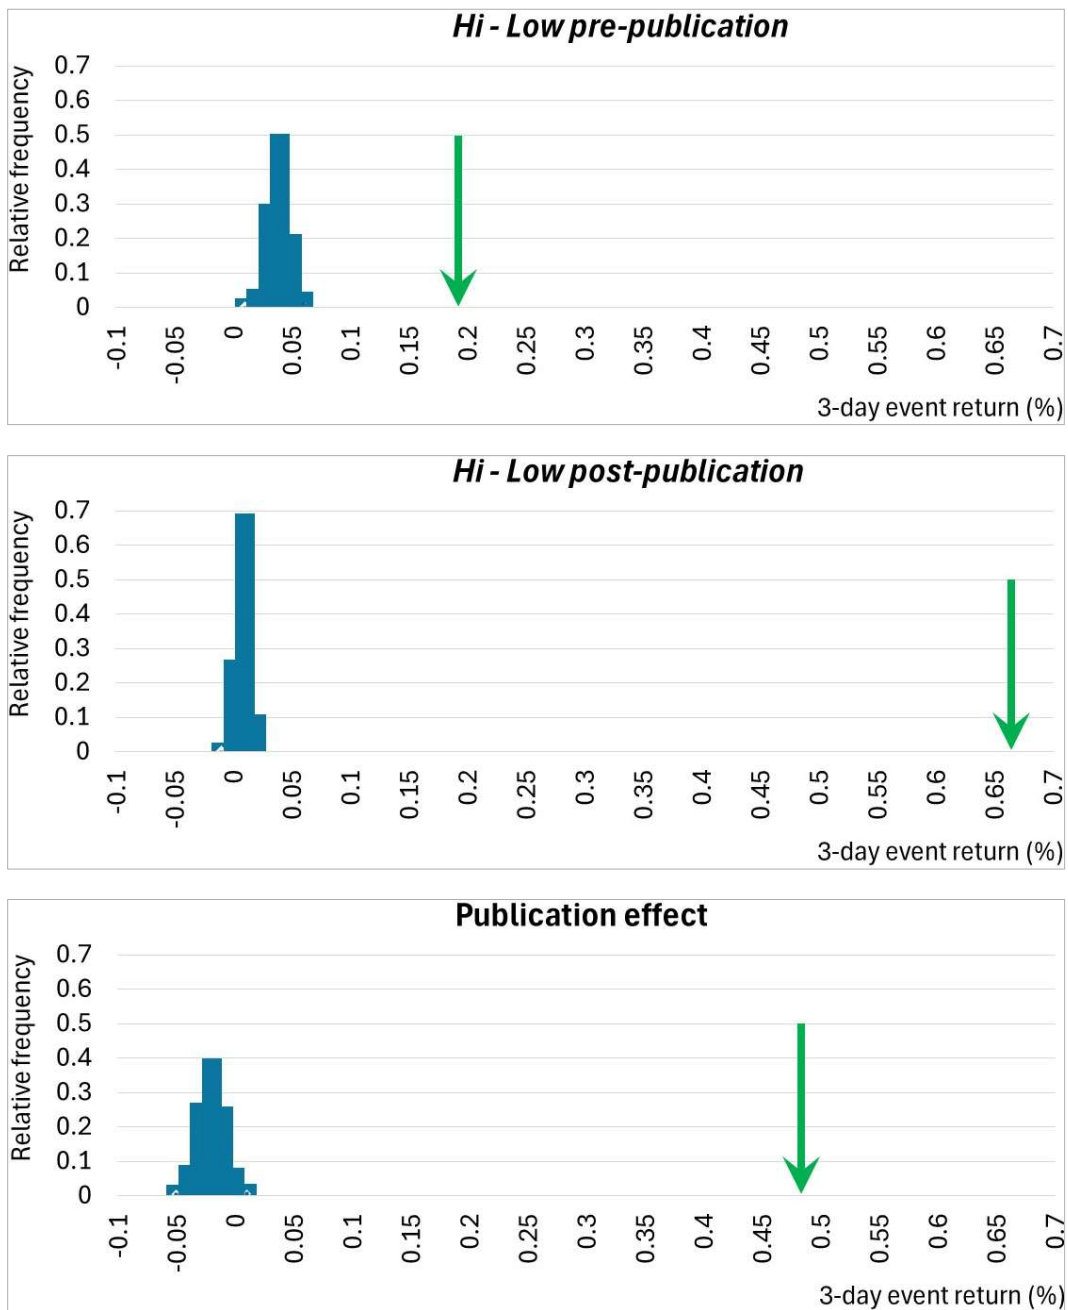 Hi - Low pre-publication
Relative frequency
0.7
0.6
0.5
0.4
0.3
0.2
0.1
0
-0.1 -0.05 0 0.05 0.1 0.15 0.2 0.25 0.3 0.35 0.4 0.45 0.5 0.55 0.6 0.65 0.7
3-day event return (%)
Hi - Low post-publication
Relative frequency
0.7
0.6
0.5
0.4
0.3
0.2
0.1
0
-0.1 -0.05 0 0.05 0.1 0.15 0.2 0.25 0.3 0.35 0.4 0.45 0.5 0.55 0.6 0.65 0.7
3-day event return (%)
Publication effect
Relative frequency
0.7
0.6
0.5
0.4
0.3
0.2
0.1
0
-0.1 -0.05 0 0.05 0.1 0.15 0.2 0.25 0.3 0.35 0.4 0.45 0.5 0.55 0.6 0.65 0.7
3-day event return (%)